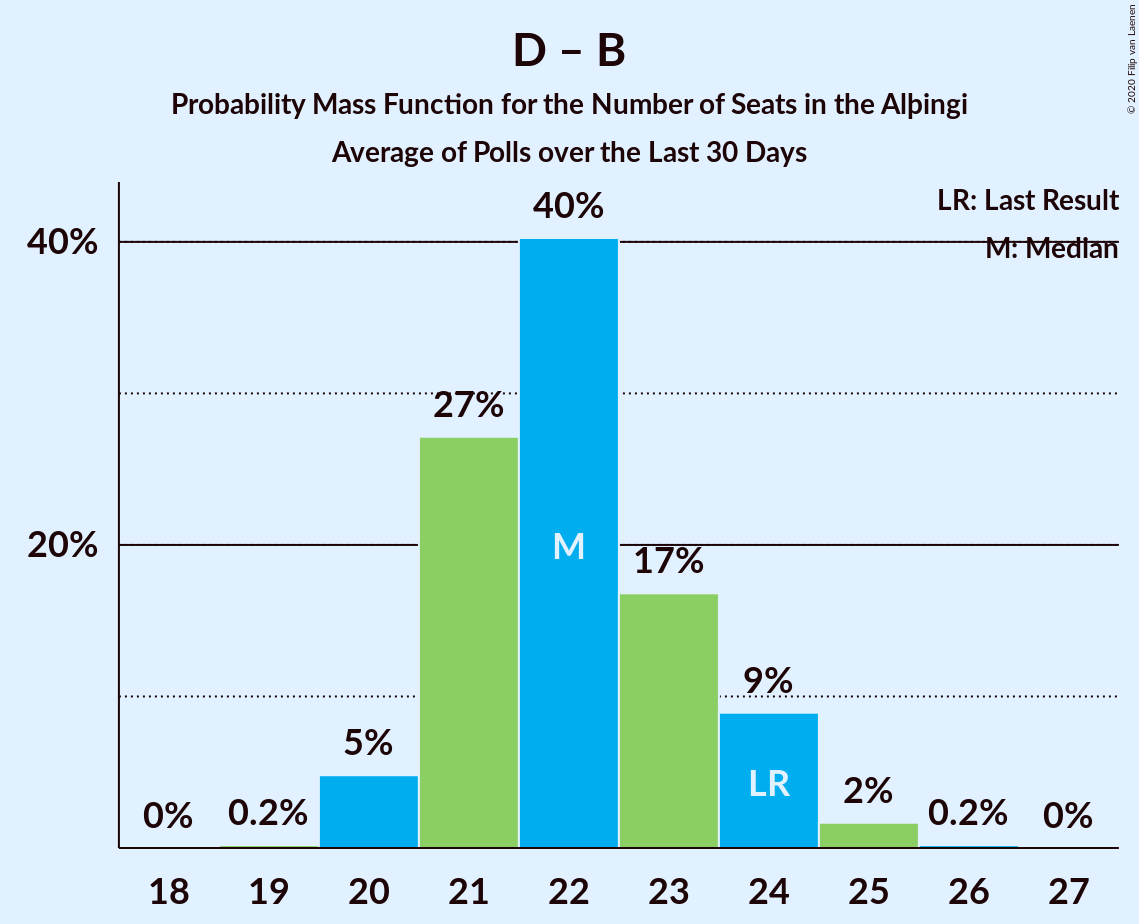 D – B
Probability Mass Function for the Number of Seats in the Alþingi
Average of Polls over the Last 30 Days
© 2020 Filip van Laenen
LR: Last Result
M: Median
40%
20%
0%
0.2%
5%
27%
40%
17%
9%
2%
0.2%
0%
M
LR
18 19 20 21 22 23 24 25 26 27